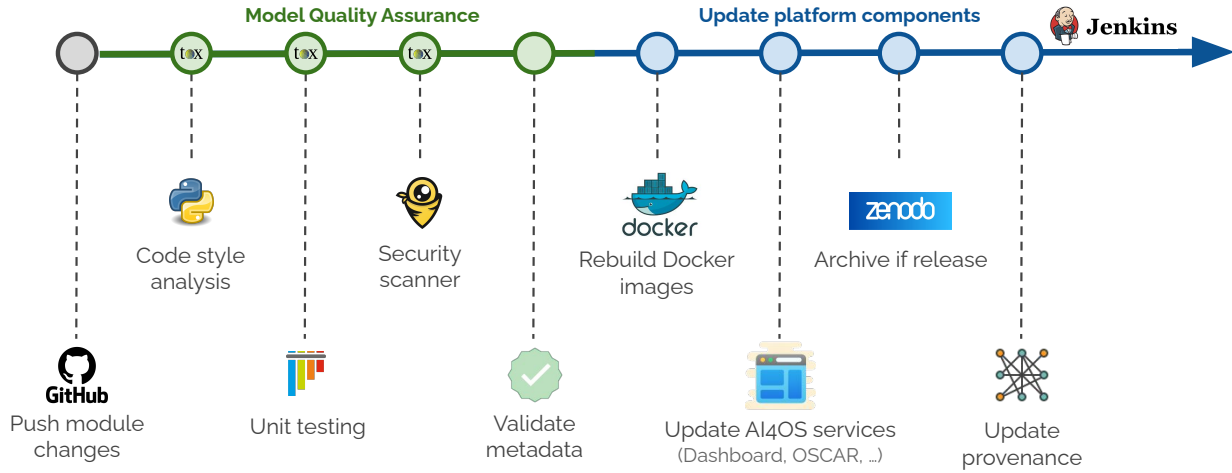 Model Quality Assurance
Update platform components
Jenkins
tox
tox
tox
Code style
analysis
Security
scanner
docker
Rebuild Docker
images
zenodo
Archive if release
GitHub
Push module
changes
Unit testing
Validate
metadata
Update AI4OS services
(Dashboard, OSCAR, ...)
Update
provenance